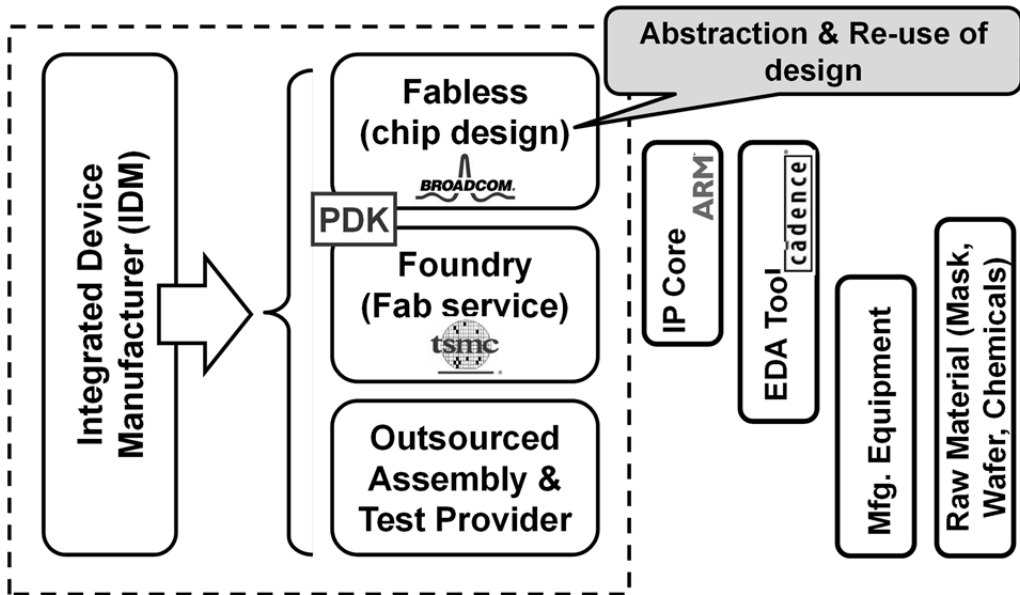 Abstraction & Re-use of
design
Integrated Device
Manufacturer (IDM)
Fabless
(chip design)
BROADCOM.
PDK
Foundry
(Fab service)
tsmc
Outsourced
Assembly &
Test Provider
IP Core
ARM
EDA Tool
cādence
Mfg. Equipment
Raw Material (Mask,
Wafer, Chemicals)